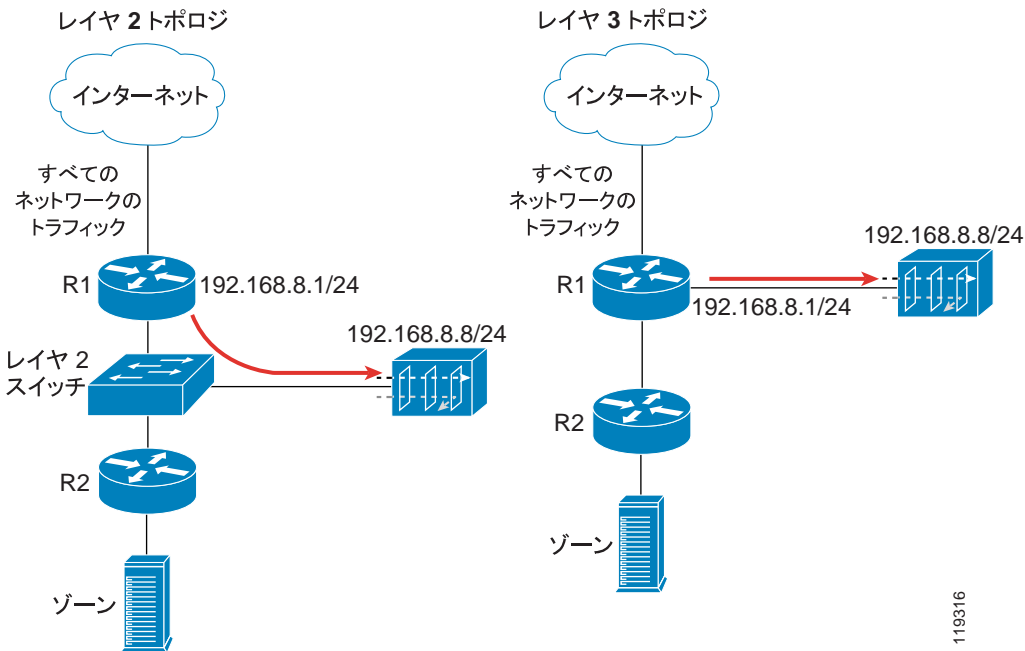 レイヤ 2 トポロジ
インターネット
すべての
ネットワークの
トラフィック
R1
192.168.8.1/24
192.168.8.8/24
レイヤ 2
スイッチ
R2
ゾーン
レイヤ 3 トポロジ
インターネット
すべての
ネットワークの
トラフィック
192.168.8.8/24
R1
192.168.8.1/24
R2
ゾーン
119316